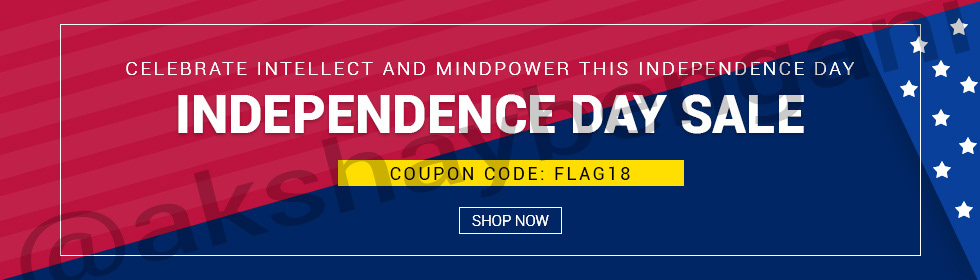 CELEBRATE INTELLECT AND MINDPOWER THIS INDEPENDENCE DAY
INDEPENDENCE DAY SALE
COUPON CODE: FLAG18
SHOP NOW